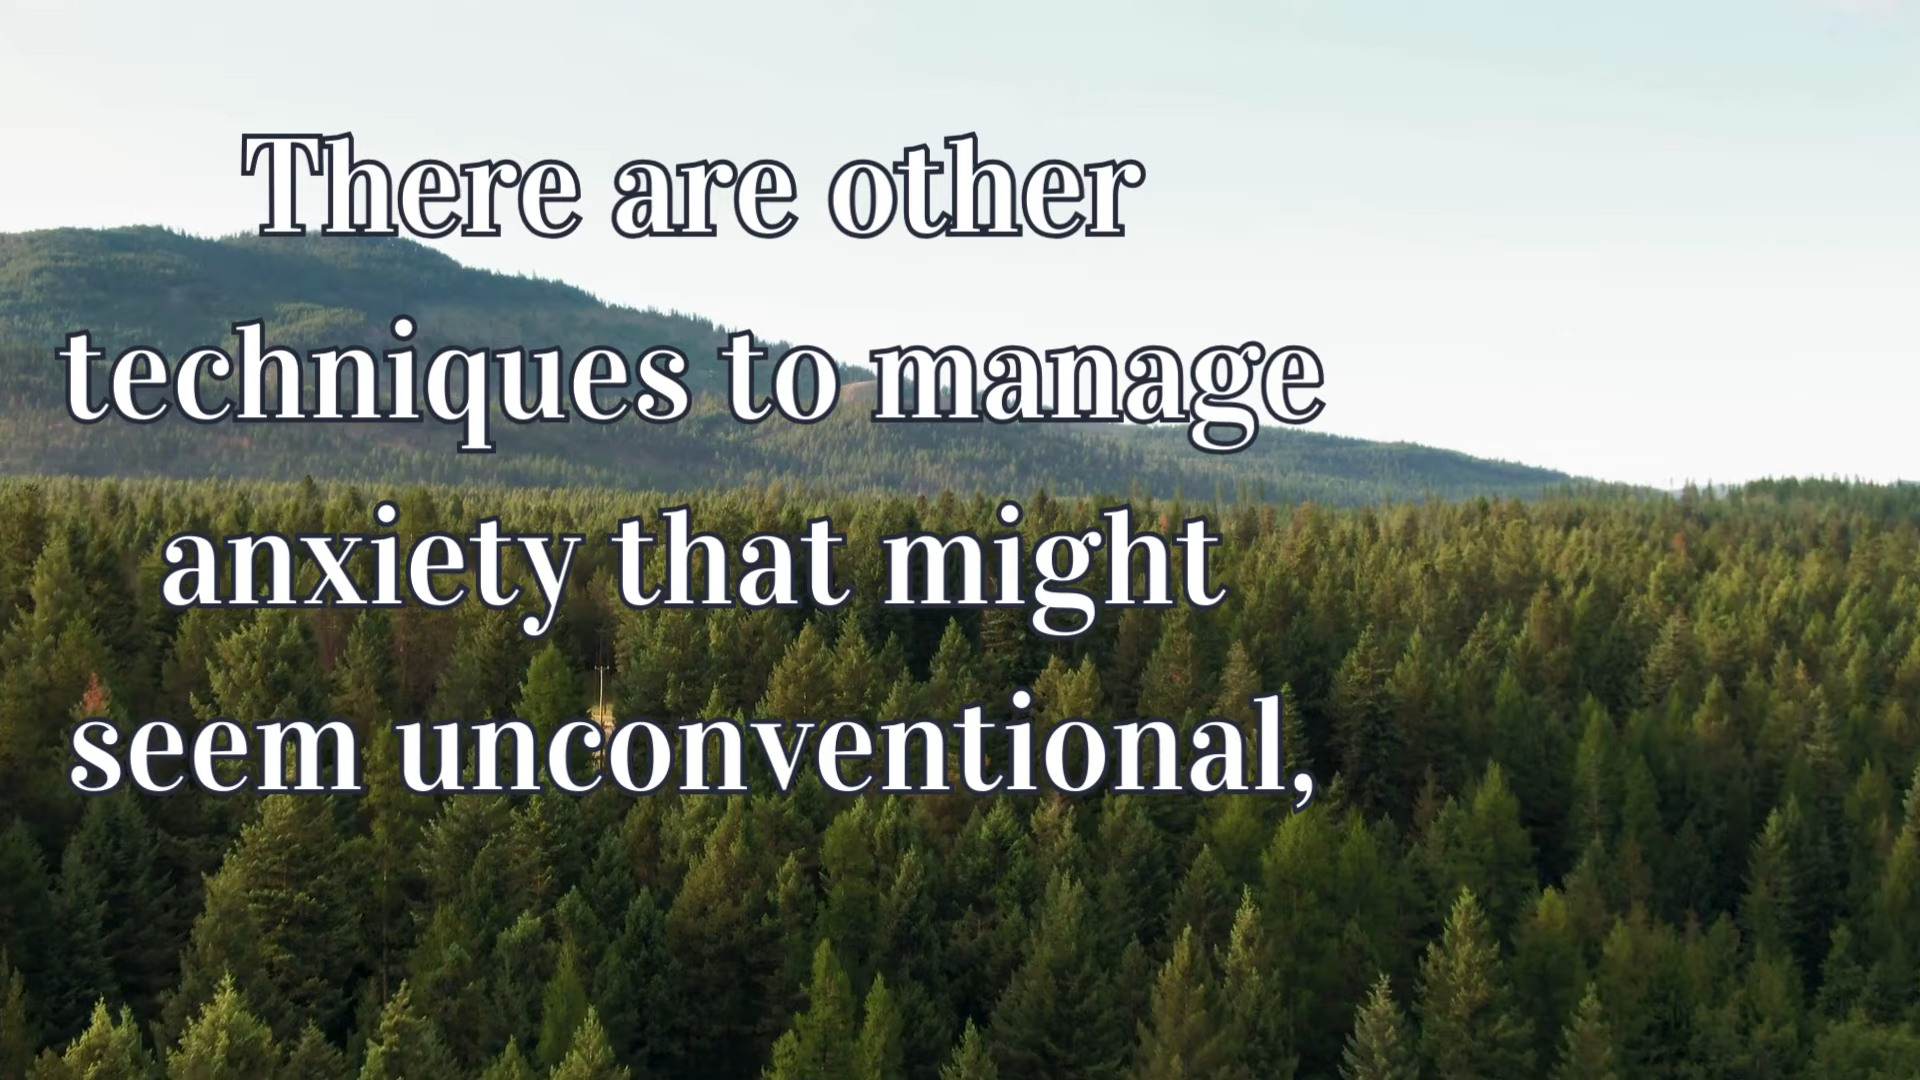 There are other
techniques to manage
anxiety that might
seem unconventional,